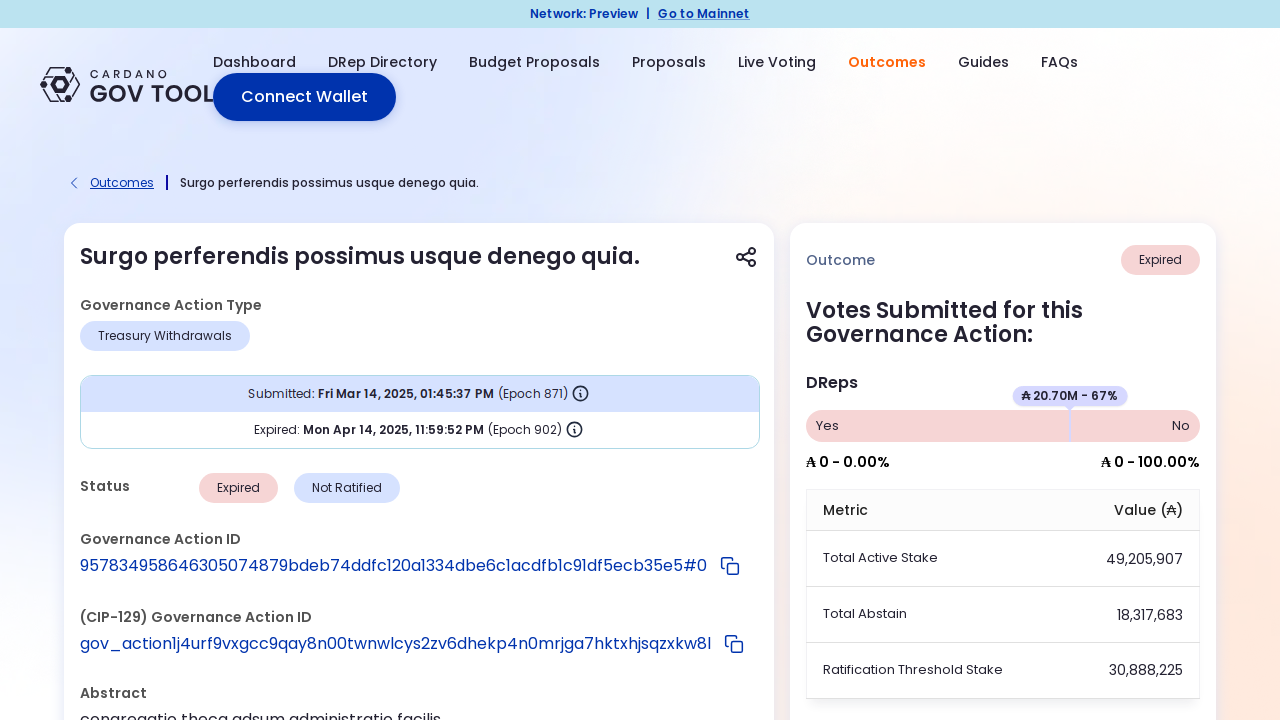 Network: Preview | Go to Mainnet
CARDANO
GOV TOOL
Dashboard DRep Directory Budget Proposals Proposals Live Voting Outcomes Guides FAQs
Connect Wallet
Outcomes | Surgo perferendis possimus usque denego quia.
Surgo perferendis possimus usque denego quia.
Governance Action Type
Treasury Withdrawals
Submitted: Fri Mar 14, 2025, 01:45:37 PM (Epoch 871)
Expired: Mon Apr 14, 2025, 11:59:52 PM (Epoch 902)
Status Expired Not Ratified
Governance Action ID
957834958646305074879bdeb74ddfc120a1334dbe6c1acdfb1c91df5ecb35e5#0
(CIP-129) Governance Action ID
gov_action1j4urf9vxgcc9qay8n00twnwlcys2zv6dhekp4n0mrjga7hktxhjsqzxkw8l
Abstract
congregatio theca adsum administratio facilis
Outcome Expired
Votes Submitted for this
Governance Action:
DReps
₳ 20.70M - 67%
Yes No
₳ 0 - 0.00% ₳ 0 - 100.00%
Metric Value (₳)
Total Active Stake 49,205,907
Total Abstain 18,317,683
Ratification Threshold Stake 30,888,225